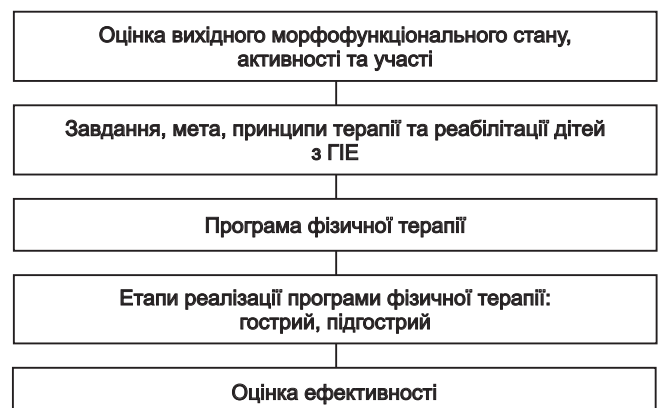 Оцінка вихідного морфофункціонального стану,
активності та участі
Завдання, мета, принципи терапії та реабілітації дітей
з ГІЕ
Програма фізичної терапії
Етапи реалізації програми фізичної терапії:
гострий, підгострий
Оцінка ефективності